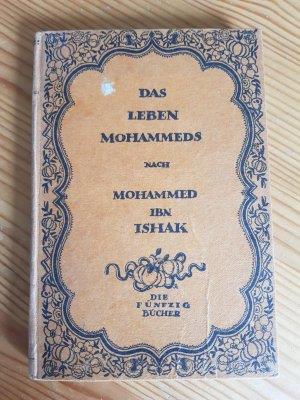 DAS
LEBEN
MOHAMMEDS
NACH
MOHAMMED
IBN
ISHAK
DIE
FÜNFZIG
BÜCHER